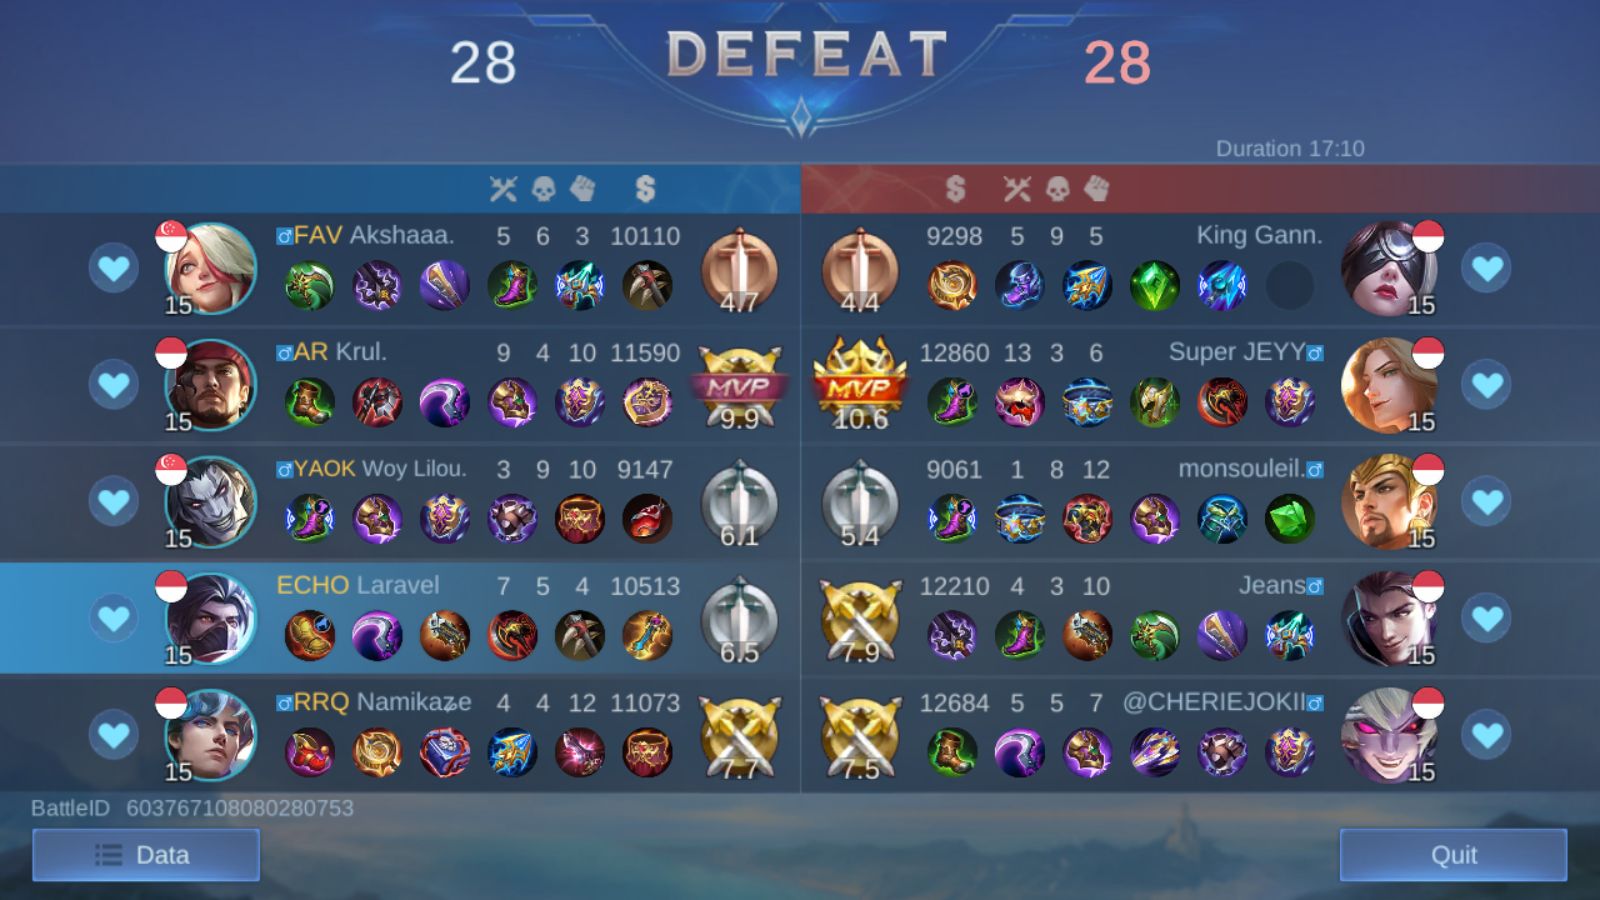 28 DEFEAT 28
Duration 17:10
FAV Akshaaa. 5 6 3 10110 4.7 15
4.4 9298 5 9 5 King Gann. 15
AR Krul. 9 4 10 11590 MVP 9.9 15
MVP 10.6 12860 13 3 6 Super JEYY 15
YAOK Woy Lilou. 3 9 10 9147 6.1 15
5.4 9061 1 8 12 monsouleil. 15
ECHO Laravel 7 5 4 10513 6.5 15
7.9 12210 4 3 10 Jeans 15
RRQ Namikaze 4 4 12 11073 7.7 15
7.5 12684 5 5 7 @CHERIEJOKII 15
BattleID 603767108080280753
Data
Quit